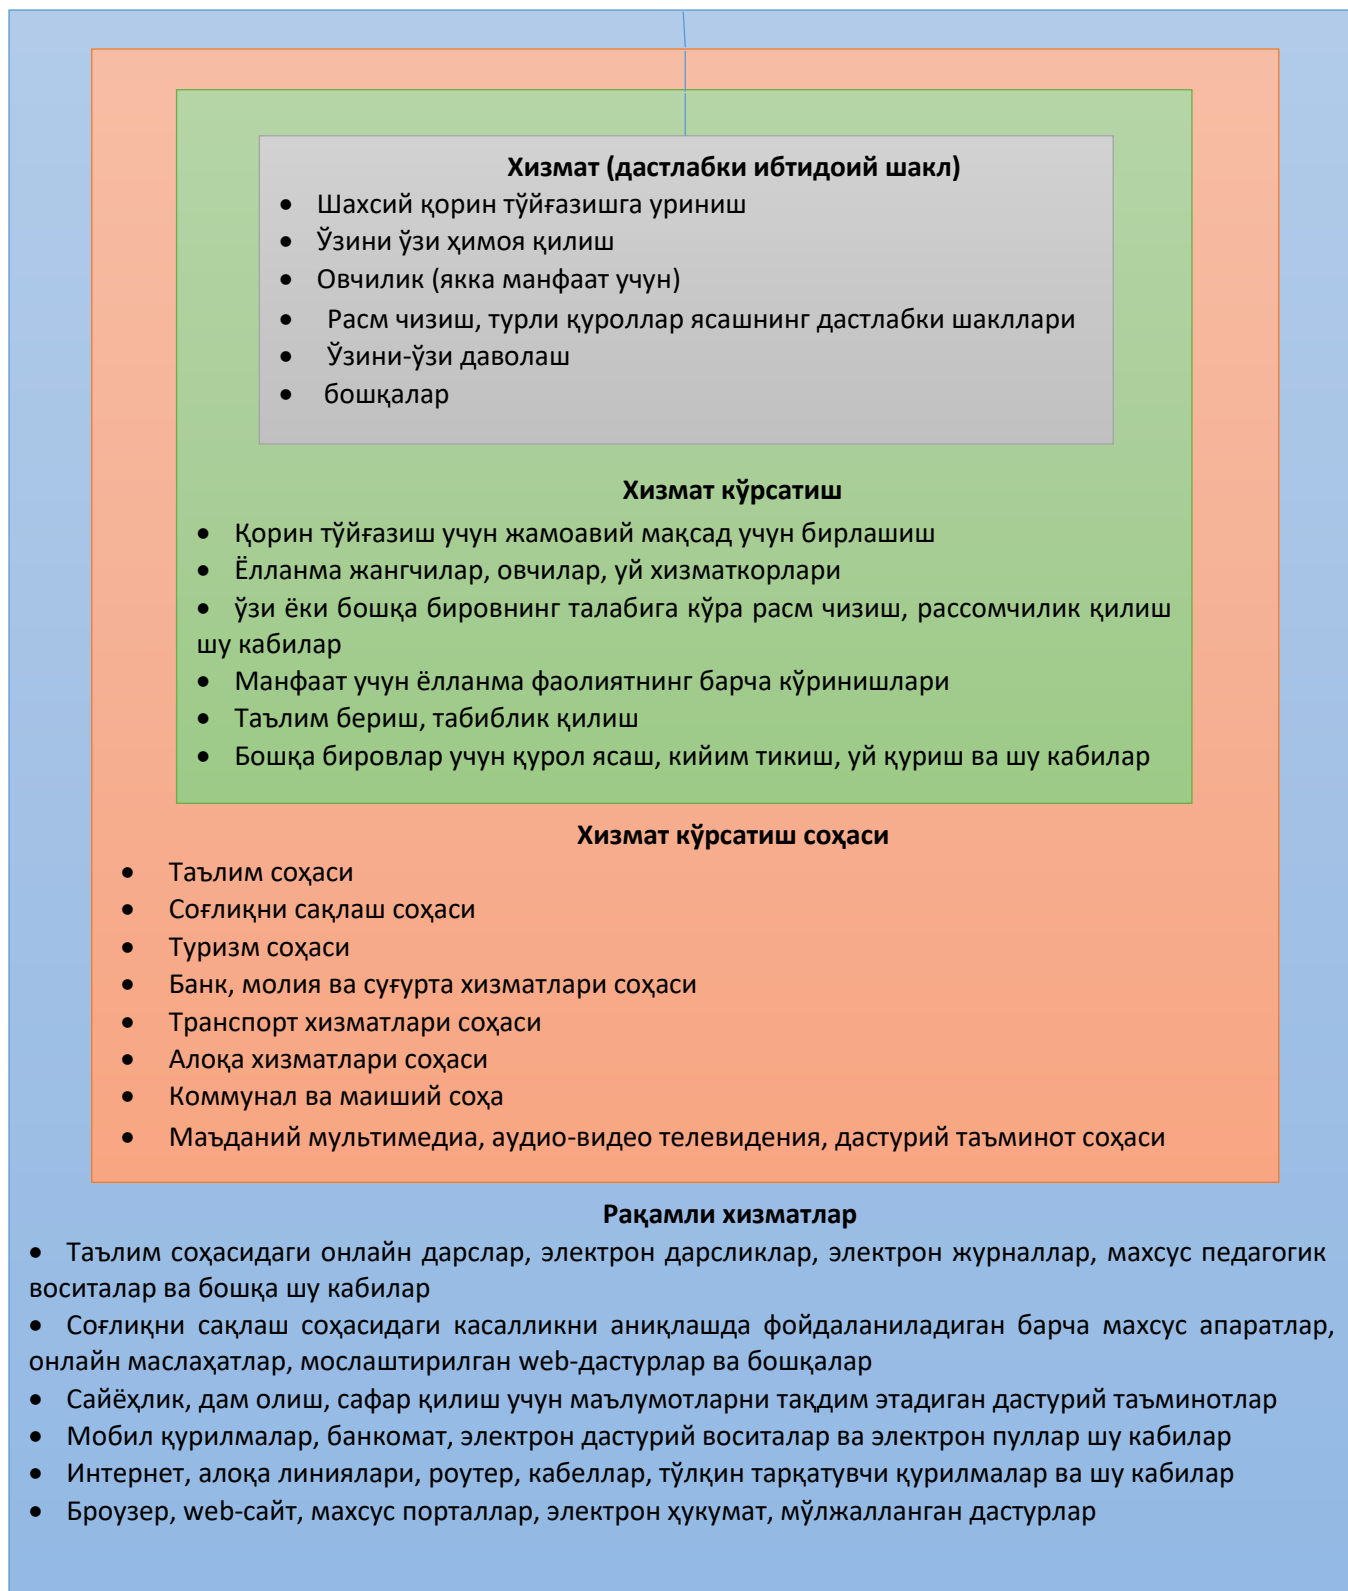 Хизмат (дастлабки ибтидоий шакл)
• Шахсий қорин тўйғазишга уриниш
• Ўзини ўзи ҳимоя қилиш
• Овчилик (якка манфаат учун)
• Расм чизиш, турли қуроллар ясашнинг дастлабки шакллари
• Ўзини-ўзи даволаш
• бошқалар
Хизмат кўрсатиш
• Қорин тўйғазиш учун жамоавий мақсад учун бирлашиш
• Ёлланма жангчилар, овчилар, уй хизматкорлари
• ўзи ёки бошқа бировнинг талабига кўра расм чизиш, рассомчилик қилиш
шу кабилар
• Манфаат учун ёлланма фаолиятнинг барча кўринишлари
• Таълим бериш, табиблик қилиш
• Бошқа бировлар учун қурол ясаш, кийим тикиш, уй қуриш ва шу кабилар
Хизмат кўрсатиш соҳаси
• Таълим соҳаси
• Соғлиқни сақлаш соҳаси
• Туризм соҳаси
• Банк, молия ва суғурта хизматлари соҳаси
• Транспорт хизматлари соҳаси
• Алоқа хизматлари соҳаси
• Коммунал ва маиший соҳа
• Маъданий мультимедиа, аудио-видео телевидения, дастурий таъминот соҳаси
Рақамли хизматлар
• Таълим соҳасидаги онлайн дарслар, электрон дарсликлар, электрон журналлар, махсус педагогик
воситалар ва бошқа шу кабилар
• Соғлиқни сақлаш соҳасидаги касалликни аниқлашда фойдаланиладиган барча махсус апаратлар,
онлайн маслаҳатлар, мослаштирилган web-дастурлар ва бошқалар
• Сайёҳлик, дам олиш, сафар қилиш учун маълумотларни тақдим этадиган дастурий таъминотлар
• Мобил қурилмалар, банкомат, электрон дастурий воситалар ва электрон пуллар шу кабилар
• Интернет, алоқа линиялари, роутер, кабеллар, тўлқин тарқатувчи қурилмалар ва шу кабилар
• Броузер, web-сайт, махсус порталлар, электрон ҳукумат, мўлжалланган дастурлар